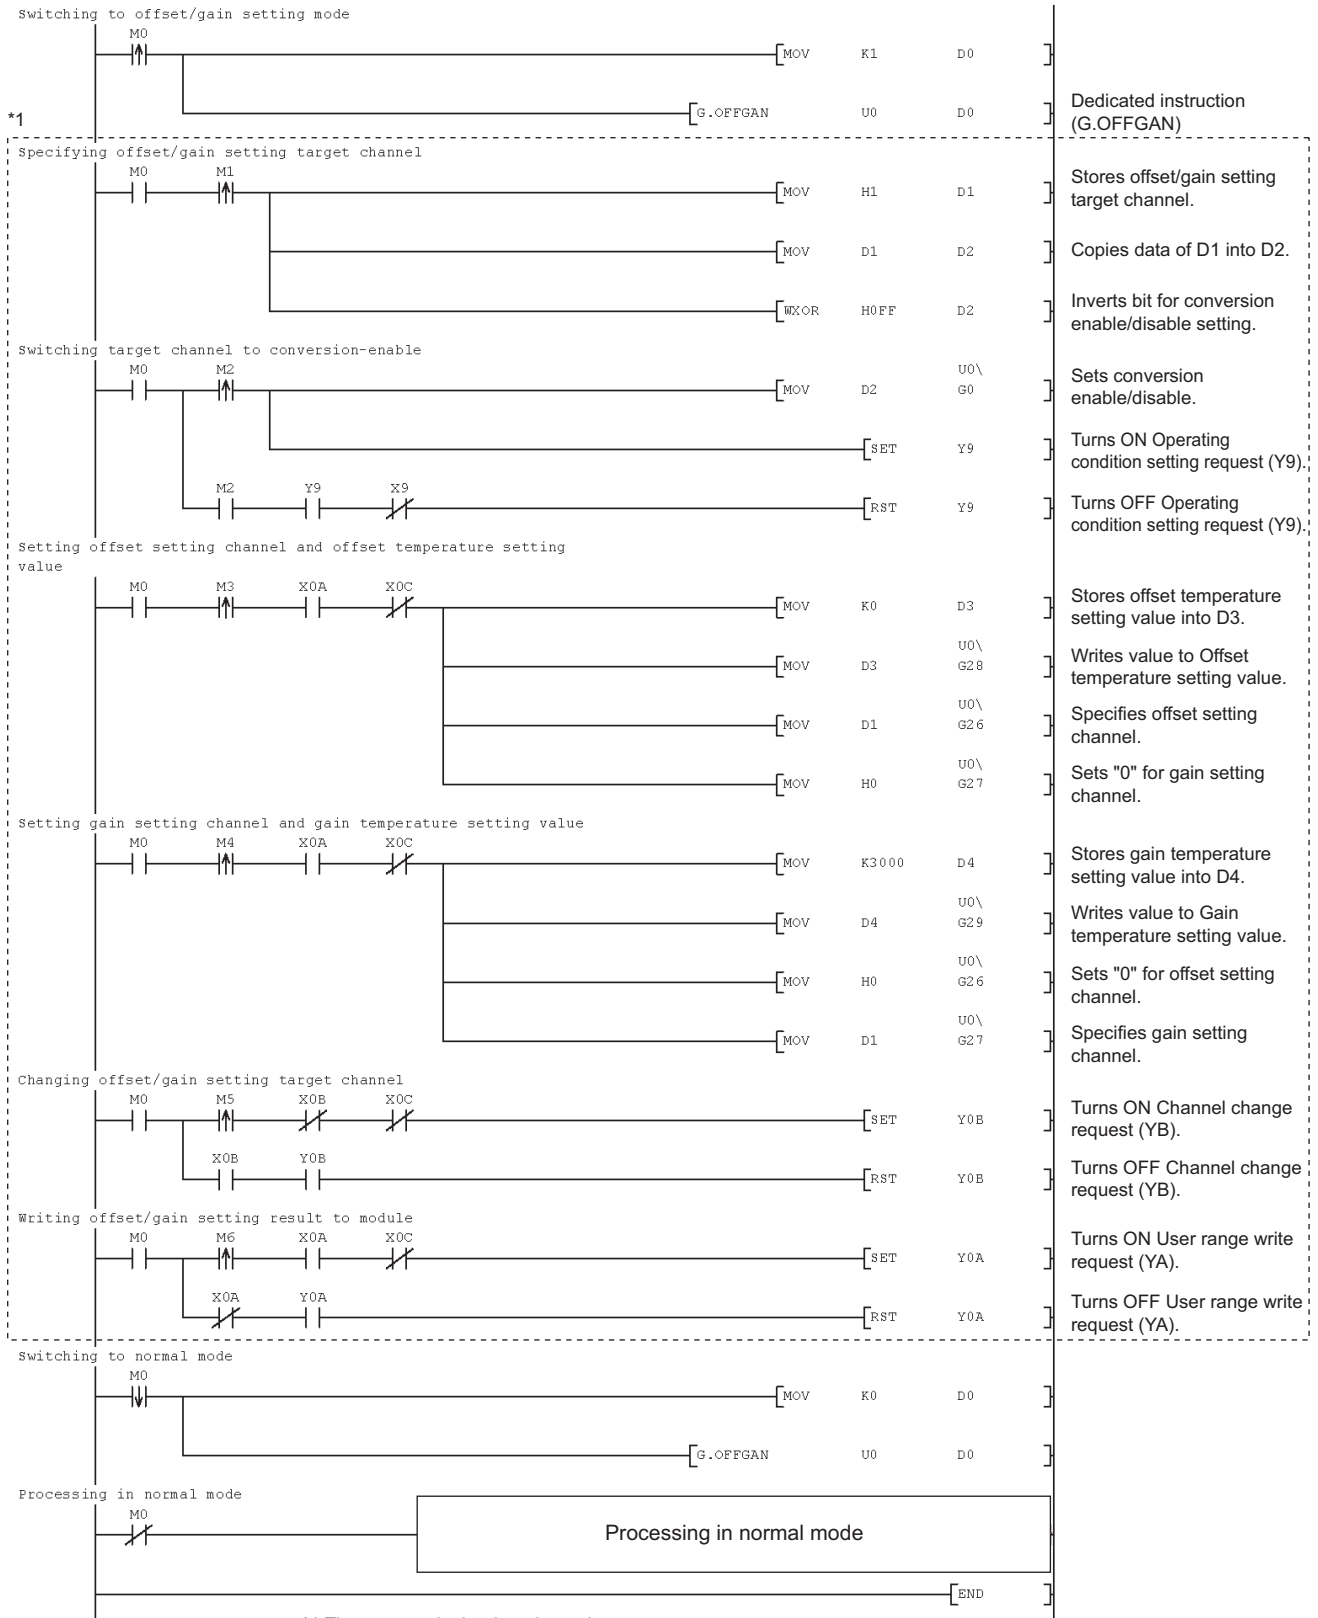 Switching to offset/gain setting mode
M0
MOV K1 D0
G.OFFGAN U0 D0
Dedicated instruction
(G.OFFGAN)
*1
Specifying offset/gain setting target channel
M0 M1
MOV H1 D1
Stores offset/gain setting
target channel.
MOV D1 D2
Copies data of D1 into D2.
WXOR H0FF D2
Inverts bit for conversion
enable/disable setting.
Switching target channel to conversion-enable
M0 M2
U0\
MOV D2 G0
Sets conversion
enable/disable.
SET Y9
Turns ON Operating
condition setting request (Y9).
M2 Y9 X9
RST Y9
Turns OFF Operating
condition setting request (Y9).
Setting offset setting channel and offset temperature setting
value
M0 M3 X0A X0C
MOV K0 D3
Stores offset temperature
setting value into D3.
U0\
MOV D3 G28
Writes value to Offset
temperature setting value.
U0\
MOV D1 G26
Specifies offset setting
channel.
U0\
MOV H0 G27
Sets "0" for gain setting
channel.
Setting gain setting channel and gain temperature setting value
M0 M4 X0A X0C
MOV K3000 D4
Stores gain temperature
setting value into D4.
U0\
MOV D4 G29
Writes value to Gain
temperature setting value.
U0\
MOV H0 G26
Sets "0" for offset setting
channel.
U0\
MOV D1 G27
Specifies gain setting
channel.
Changing offset/gain setting target channel
M0 M5 X0B X0C
SET Y0B
Turns ON Channel change
request (YB).
X0B Y0B
RST Y0B
Turns OFF Channel change
request (YB).
Writing offset/gain setting result to module
M0 M6 X0A X0C
SET Y0A
Turns ON User range write
request (YA).
X0A Y0A
RST Y0A
Turns OFF User range write
request (YA).
Switching to normal mode
M0
MOV K0 D0
G.OFFGAN U0 D0
Processing in normal mode
M0
Processing in normal mode
END